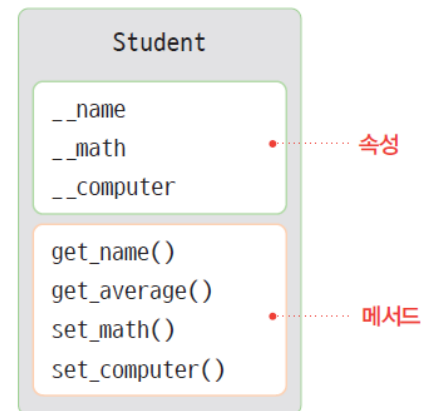 Student
__name
__math
__computer
속성
get_name()
get_average()
set_math()
set_computer()
메서드